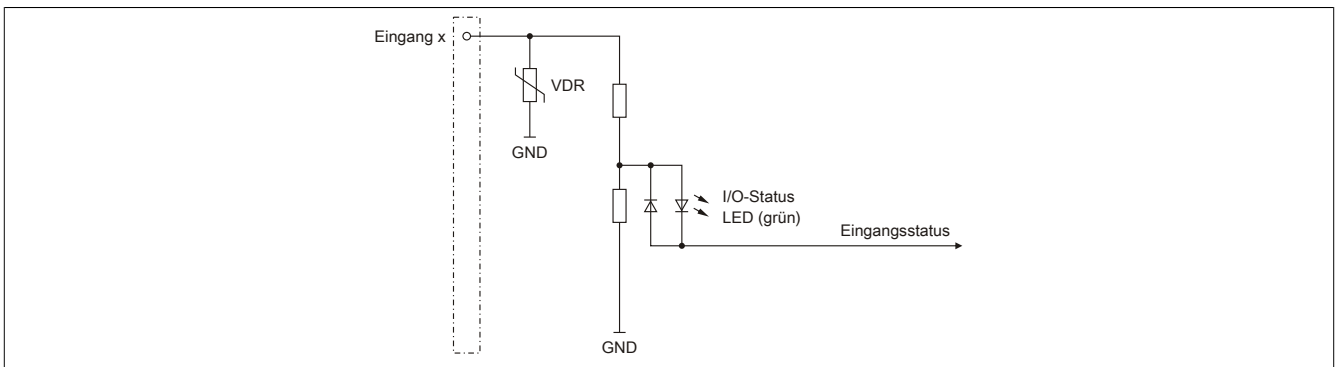 Eingang x
VDR
GND
I/O-Status
LED (grün)
Eingangsstatus
GND